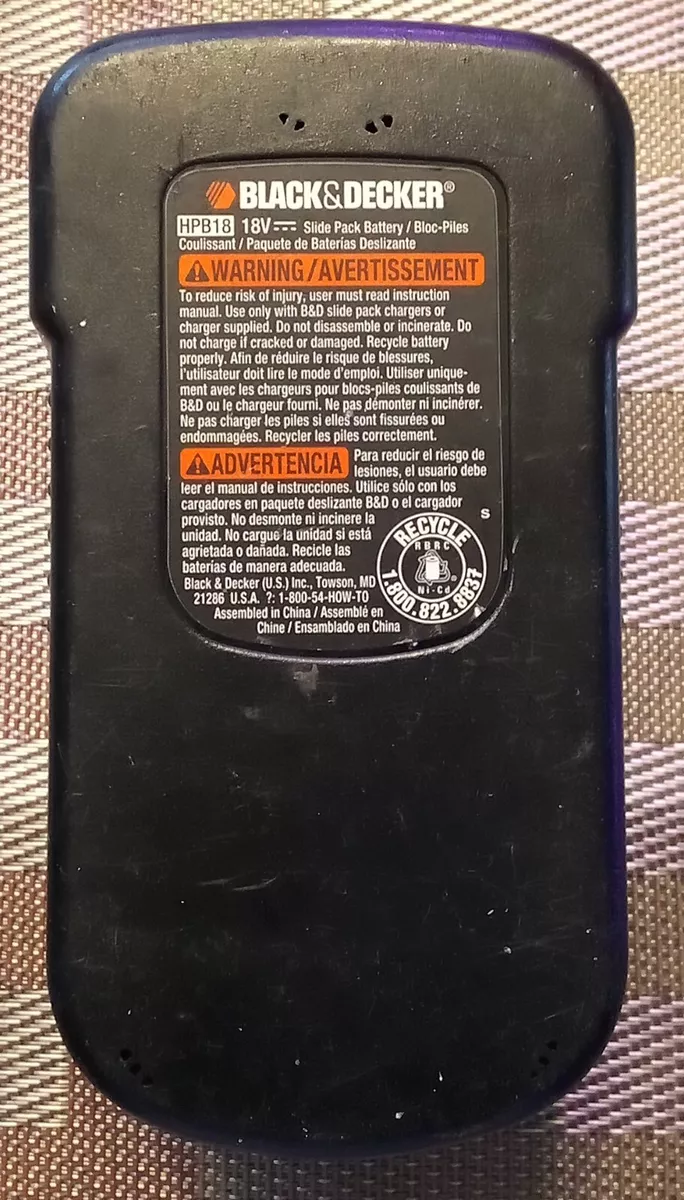 BLACK&DECKER®
HPB18 18V Slide Pack Battery / Bloc-Piles
Coulissant / Paquete de Baterías Deslizante
WARNING/AVERTISSEMENT
To reduce risk of injury, user must read instruction
manual. Use only with B&D slide pack chargers or
charger supplied. Do not disassemble or incinerate. Do
not charge if cracked or damaged. Recycle battery
properly. Afin de réduire le risque de blessures,
l'utilisateur doit lire le mode d'emploi. Utiliser unique-
ment avec les chargeurs pour blocs-piles coulissants de
B&D ou le chargeur fourni. Ne pas démonter ni incinérer.
Ne pas charger les piles si elles sont fissurées ou
endommagées. Recycler les piles correctement.
ADVERTENCIA Para reducir el riesgo de
lesiones, el usuario debe
leer el manual de instrucciones. Utilice sólo con los
cargadores en paquete deslizante B&D o el cargador
provisto. No desmonte ni incinere la
unidad. No cargue la unidad si está
agrietada o dañada. Recicle las
baterías de manera adecuada.
Black & Decker (U.S.) Inc., Towson, MD
21286 U.S.A. ?: 1-800-54-HOW-TO
Assembled in China / Assemblé en
Chine / Ensamblado en China
S
RECYCLE
RBRC
Ni-Cd
1.800.822.8837